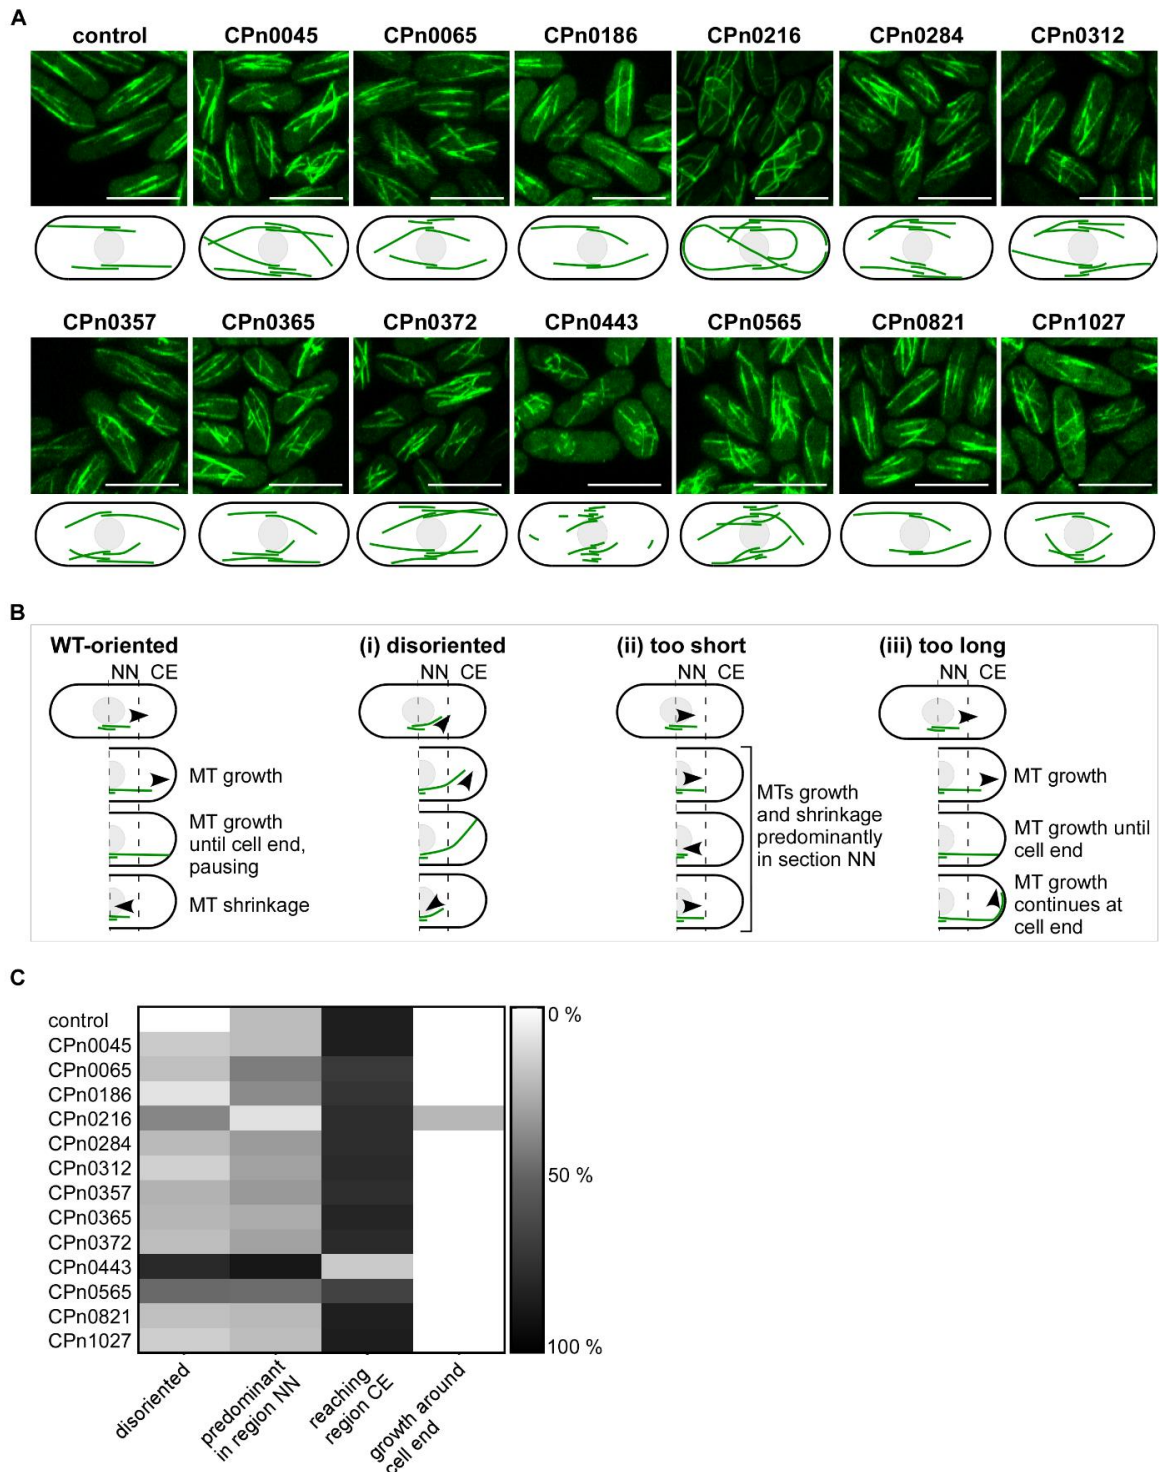 A
control CPn0045 CPn0065 CPn0186 CPn0216 CPn0284 CPn0312
CPn0357 CPn0365 CPn0372 CPn0443 CPn0565 CPn0821 CPn1027
B
WT-oriented (i) disoriented (ii) too short (iii) too long
NN CE NN CE NN CE NN CE
MT growth
MT growth
until cell end,
pausing
MT shrinkage
MTs growth
and shrinkage
predominantly
in section NN
MT growth
MT growth until
cell end
MT growth
continues at
cell end
C
control
CPn0045
CPn0065
CPn0186
CPn0216
CPn0284
CPn0312
CPn0357
CPn0365
CPn0372
CPn0443
CPn0565
CPn0821
CPn1027
0 %
50 %
100 %
disoriented
predominant
in region NN
reaching
region CE
growth around
cell end